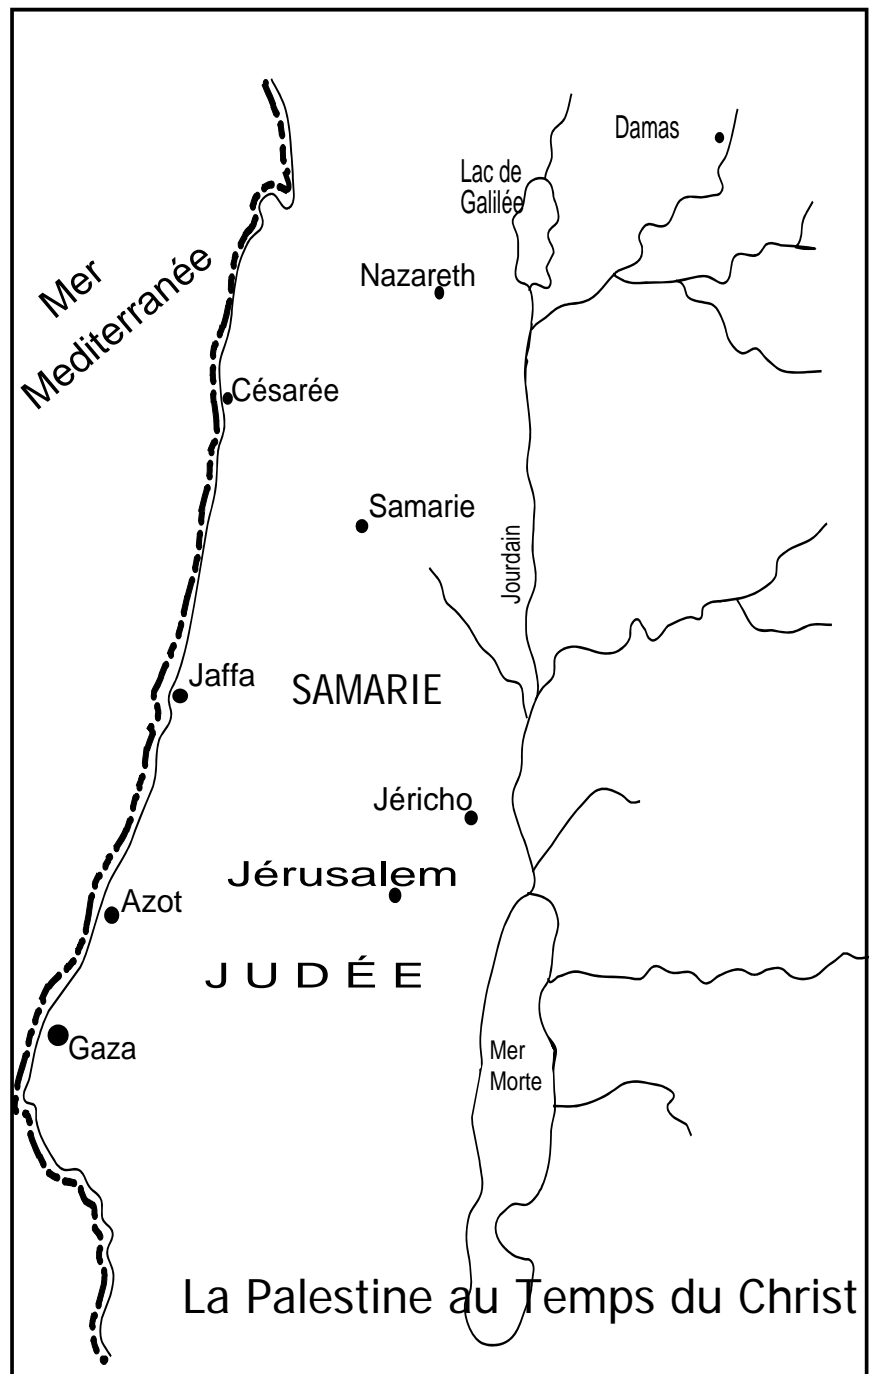 Damas
Lac de
Galilée
Mer
Mediterranée
Nazareth
Césarée
Samarie
Jourdain
Jaffa
SAMARIE
Jéricho
Jérusalem
Azot
JUDÉE
Gaza
Mer
Morte
La Palestine au Temps du Christ